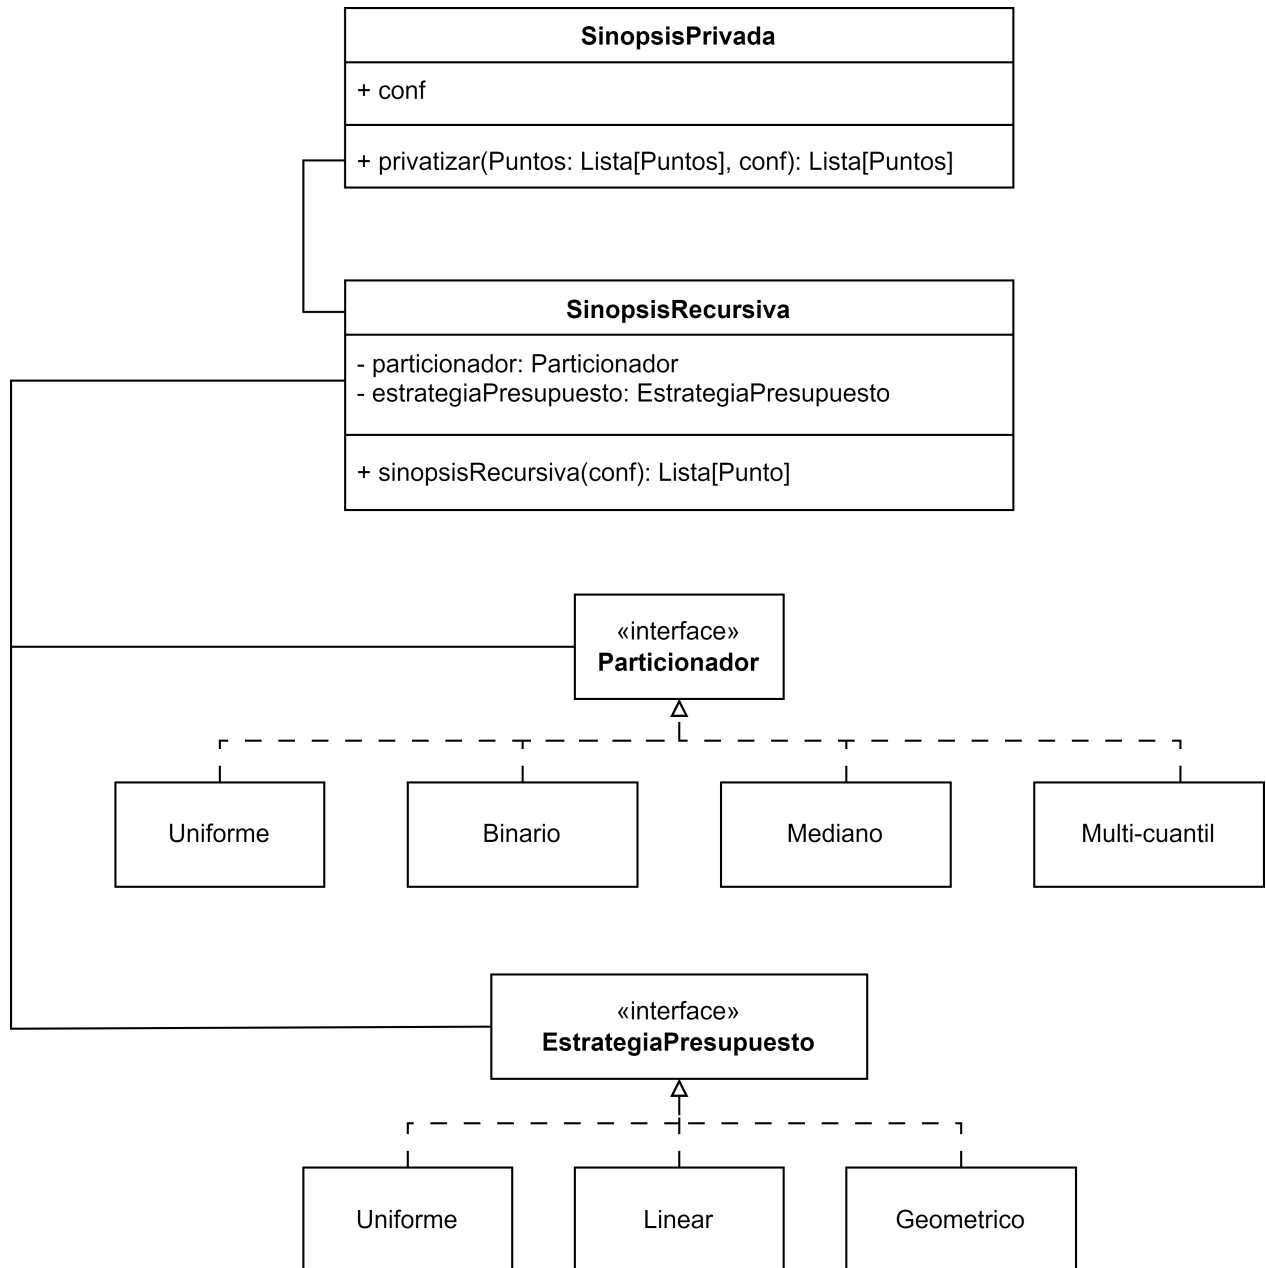 SinopsisPrivada
+ conf
+ privatizar(Puntos: Lista[Puntos], conf): Lista[Puntos]
SinopsisRecursiva
- particionador: Particionador
- estrategiaPresupuesto: EstrategiaPresupuesto
+ sinopsisRecursiva(conf): Lista[Punto]
«interface»
Particionador
Uniforme
Binario
Mediano
Multi-cuantil
«interface»
EstrategiaPresupuesto
Uniforme
Linear
Geometrico